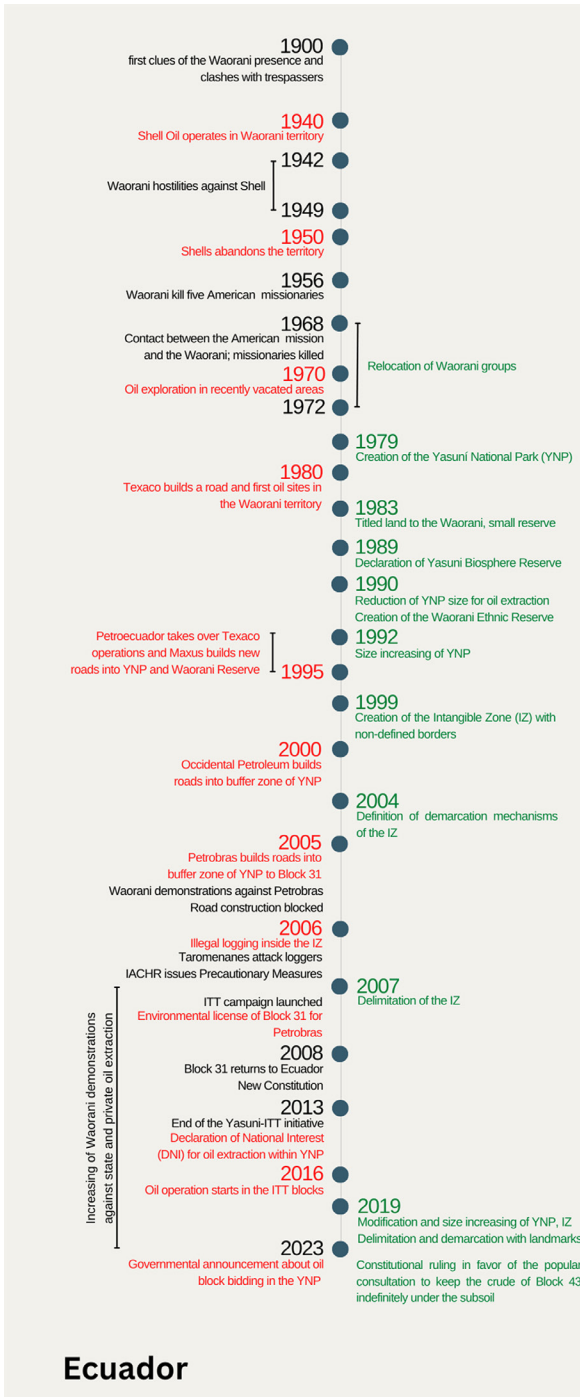 1900
first clues of the Waorani presence and
clashes with trespassers
1940
Shell Oil operates in Waorani territory
1942
Waorani hostilities against Shell
1949
1950
Shells abandons the territory
1956
Waorani kill five American missionaries
1968
Contact between the American mission
and the Waorani; missionaries killed
Relocation of Waorani groups
1970
Oil exploration in recently vacated areas
1972
1979
Creation of the Yasuní National Park (YNP)
1980
Texaco builds a road and first oil sites in
the Waorani territory
1983
Titled land to the Waorani, small reserve
1989
Declaration of Yasuni Biosphere Reserve
1990
Reduction of YNP size for oil extraction
Creation of the Waorani Ethnic Reserve
1992
Size increasing of YNP
Petroecuador takes over Texaco
operations and Maxus builds new
roads into YNP and Waorani Reserve
1995
1999
Creation of the Intangible Zone (IZ) with
non-defined borders
2000
Occidental Petroleum builds
roads into buffer zone of YNP
2004
Definition of demarcation mechanisms
of the IZ
2005
Petrobras builds roads into
buffer zone of YNP to Block 31
Waorani demonstrations against Petrobras
Road construction blocked
2006
Illegal logging inside the IZ
Taromenanes attack loggers
IACHR issues Precautionary Measures
2007
Delimitation of the IZ
ITT campaign launched
Environmental license of Block 31 for
Petrobras
Increasing of Waorani demonstrations
against state and private oil extraction
2008
Block 31 returns to Ecuador
New Constitution
2013
End of the Yasuni-ITT initiative
Declaration of National Interest
(DNI) for oil extraction within YNP
2016
Oil operation starts in the ITT blocks
2019
Modification and size increasing of YNP, IZ
Delimitation and demarcation with landmarks
2023
Governmental announcement about oil
block bidding in the YNP
Constitutional ruling in favor of the popular
consultation to keep the crude of Block 43
indefinitely under the subsoil
Ecuador